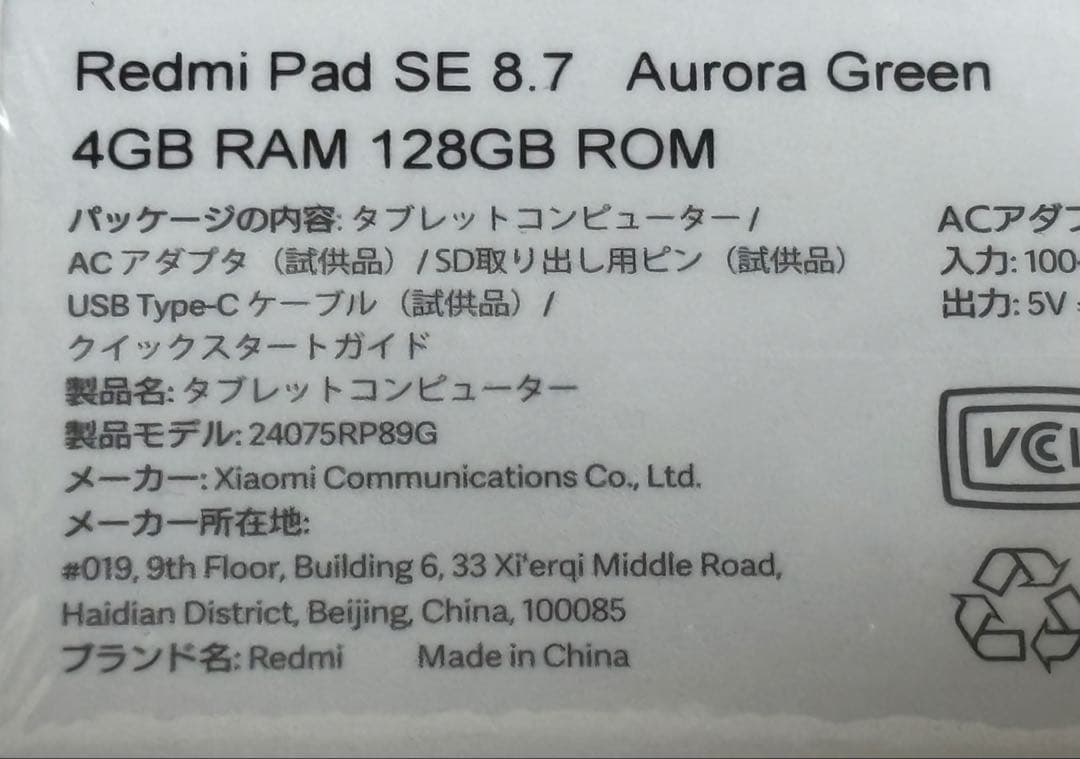 Redmi Pad SE 8.7 Aurora Green
4GB RAM 128GB ROM
パッケージの内容: タブレットコンピューター/
ACアダプタ（試供品）/SD取り出し用ピン（試供品）
USB Type-C ケーブル（試供品）/
クイックスタートガイド
製品名: タブレットコンピューター
製品モデル: 24075RP89G
メーカー: Xiaomi Communications Co., Ltd.
メーカー所在地:
#019, 9th Floor, Building 6, 33 Xi'erqi Middle Road,
Haidian District, Beijing, China, 100085
ブランド名: Redmi Made in China
ACアダプ
入力: 100-
出力: 5V